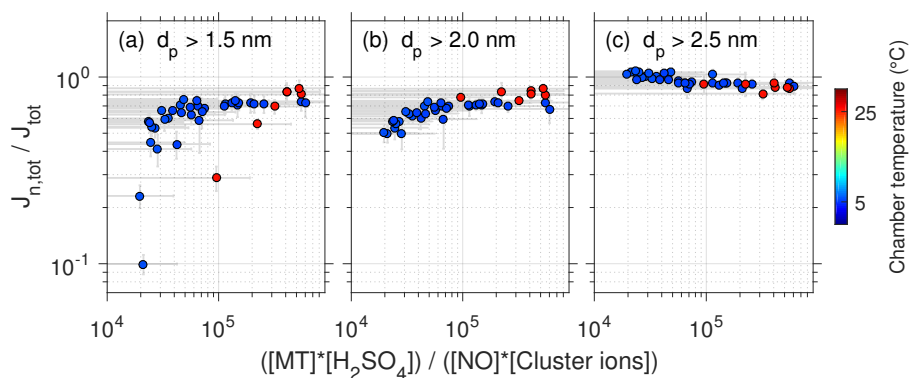 (a) d_p > 1.5 nm
(b) d_p > 2.0 nm
(c) d_p > 2.5 nm
10^0
10^-1
J_n,tot / J_tot
10^4 10^5
10^4 10^5
10^4 10^5
([MT]*[H_2SO_4]) / ([NO]*[Cluster ions])
25
5
Chamber temperature (°C)